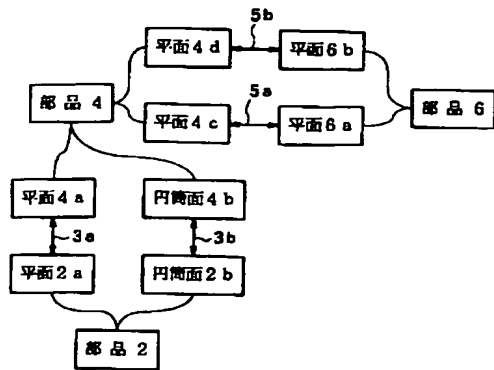 5b
平面4d
平面6b
部品4
5a
部品6
平面4c
平面6a
平面4a
円筒面4b
3a
3b
平面2a
円筒面2b
部品2